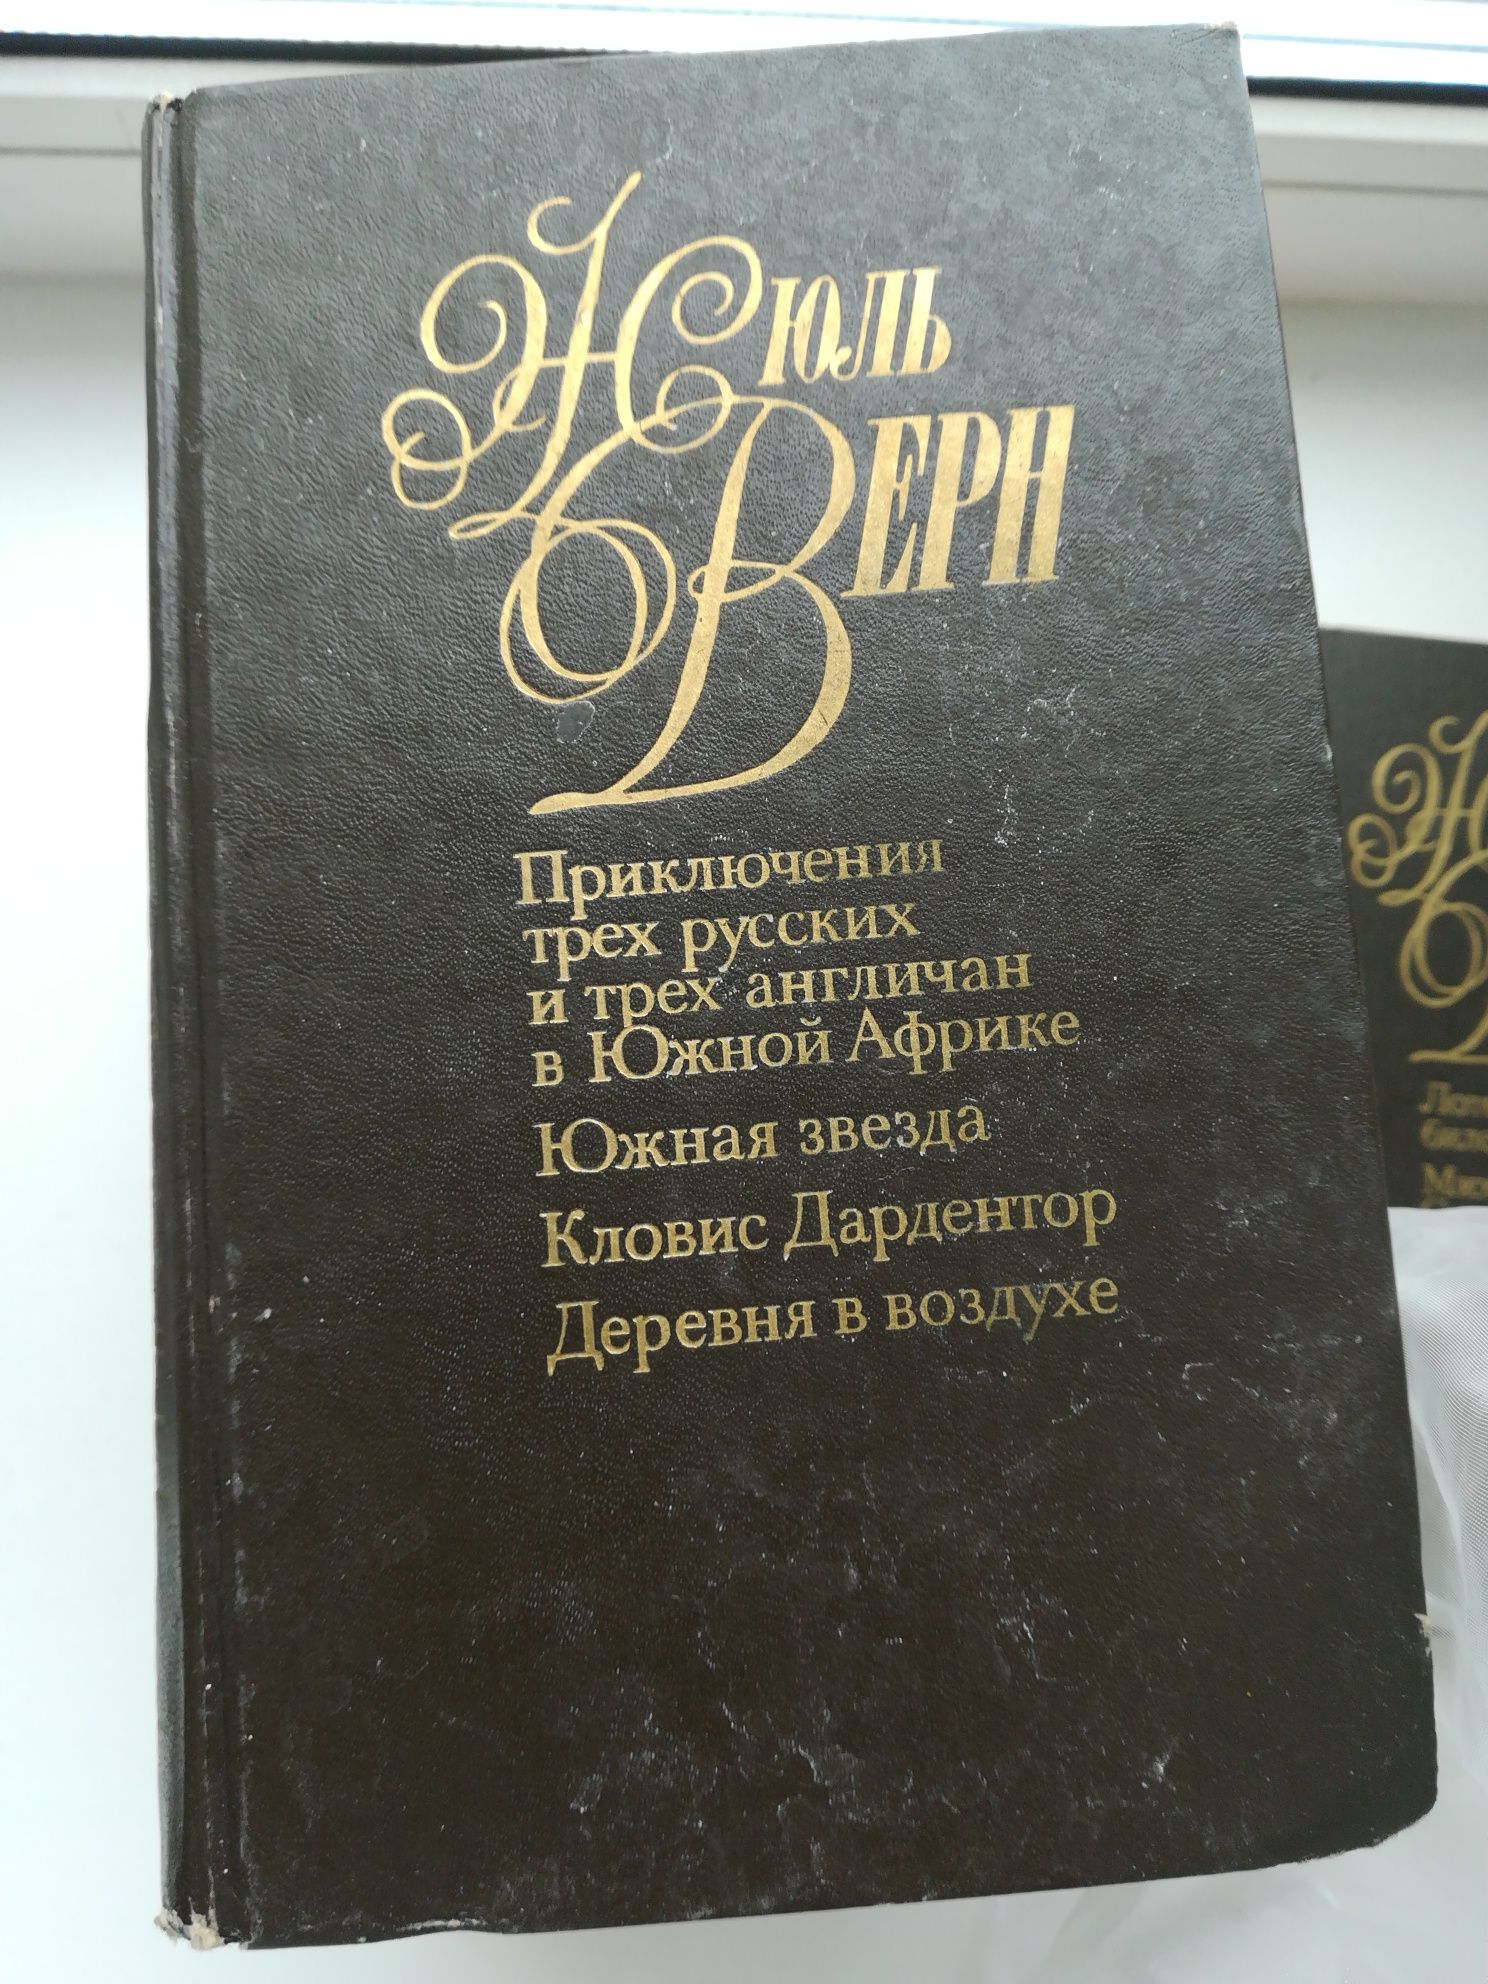 Жюль
Верн
Приключения
трех русских
и трех англичан
в Южной Африке
Южная звезда
Кловис Дардентор
Деревня в воздухе